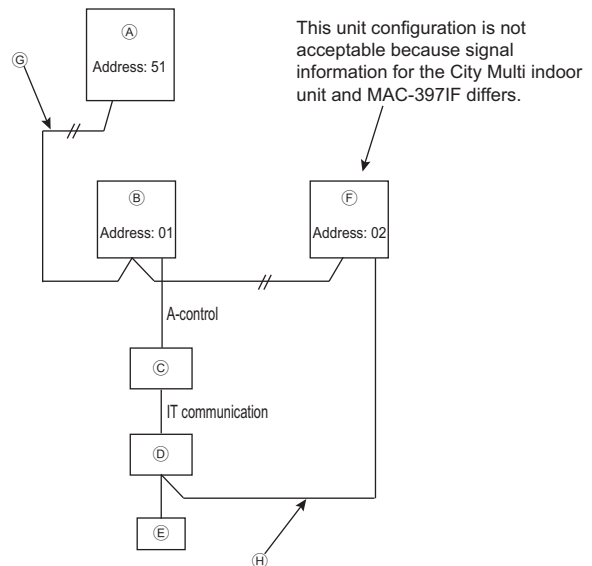 Ⓐ
Address: 51
Ⓖ
This unit configuration is not
acceptable because signal
information for the City Multi indoor
unit and MAC-397IF differs.
Ⓑ
Address: 01
Ⓕ
Address: 02
A-control
Ⓒ
IT communication
Ⓓ
Ⓔ
Ⓗ